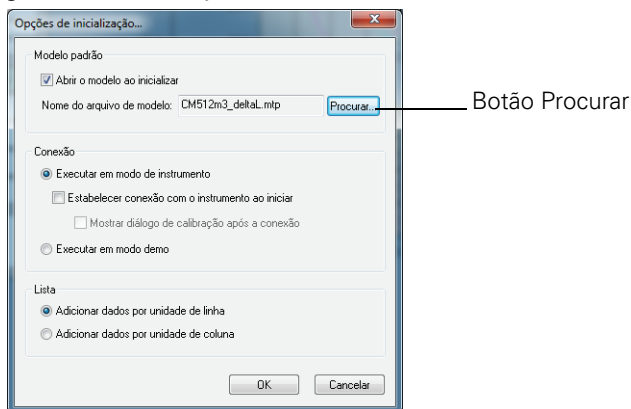 Opções de inicialização...
Modelo padrão
Abrir o modelo ao inicializar
Nome do arquivo de modelo: CM512m3_deltaL.mtp Procurar...
Botão Procurar
Conexão
Executar em modo de instrumento
Estabelecer conexão com o instrumento ao iniciar
Mostrar diálogo de calibração após a conexão
Executar em modo demo
Lista
Adicionar dados por unidade de linha
Adicionar dados por unidade de coluna
OK Cancelar